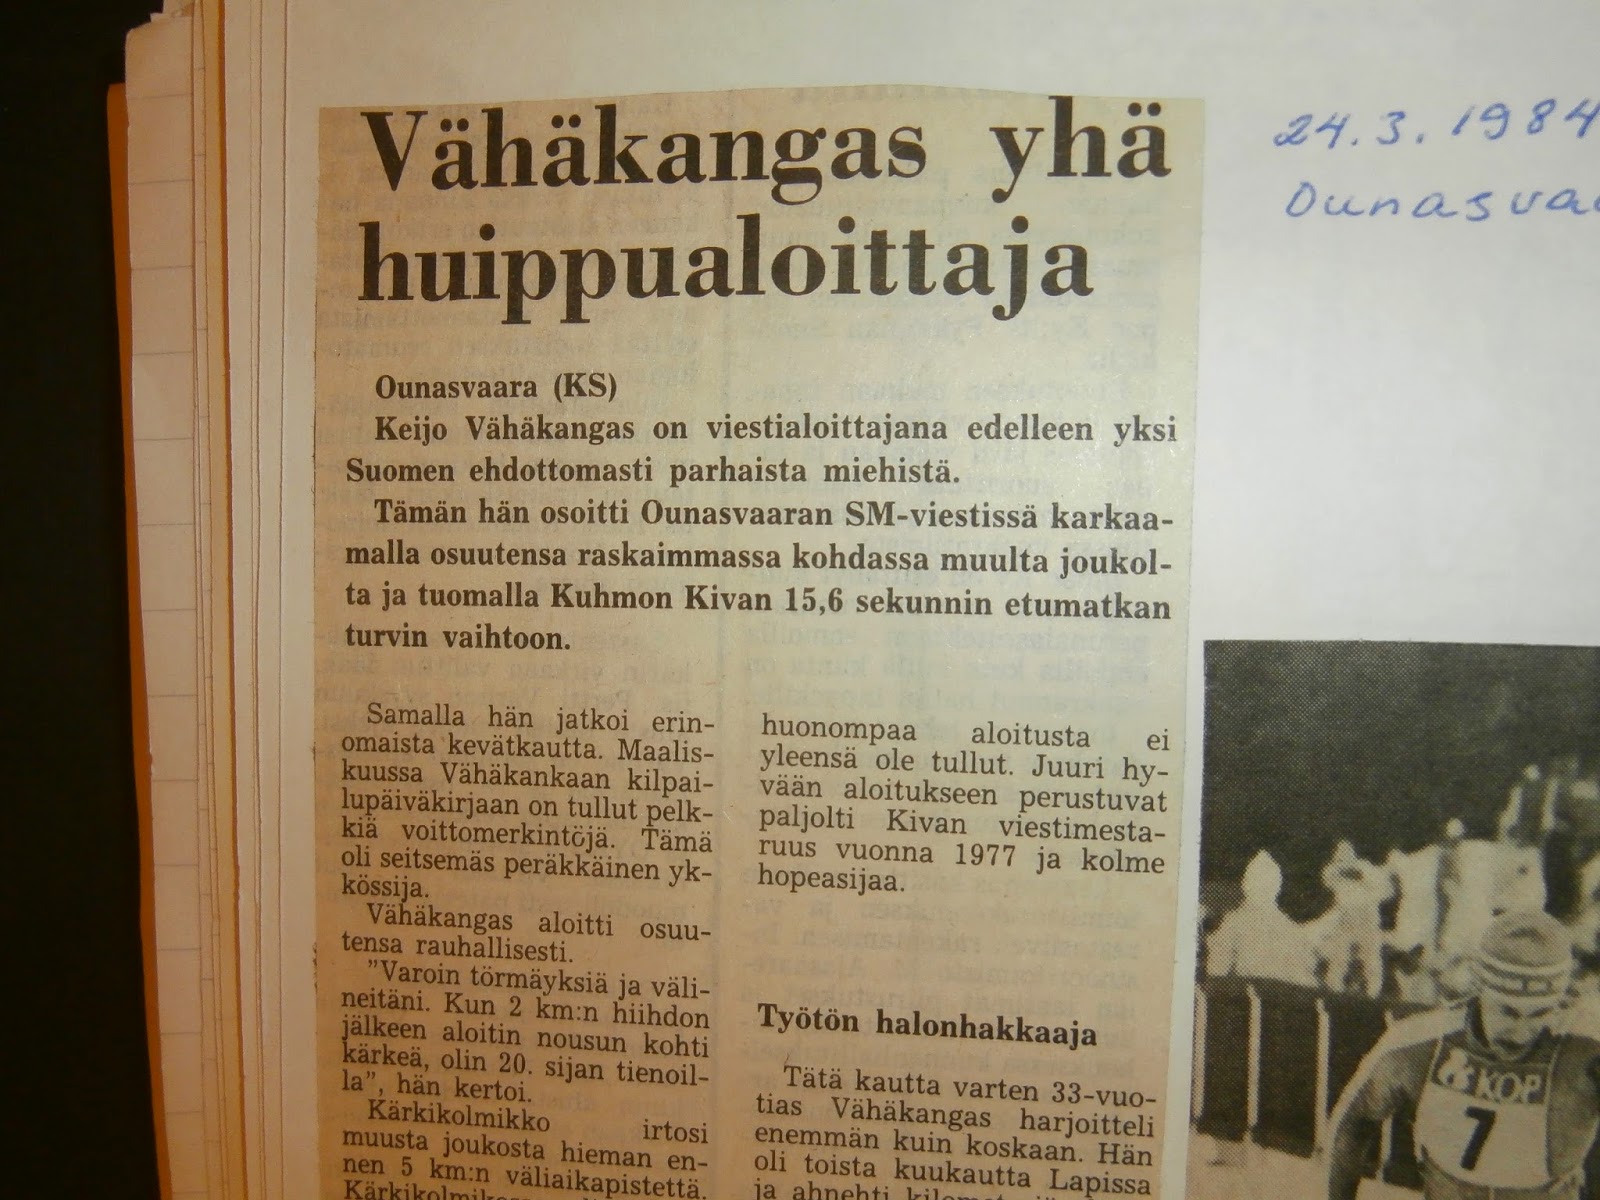 Vähäkangas yhä
huippualoittaja
24.3.1984
Ounasvaa
Ounasvaara (KS)
Keijo Vähäkangas on viestialoittajana edelleen yksi
Suomen ehdottomasti parhaista miehistä.
Tämän hän osoitti Ounasvaaran SM-viestissä karkaa-
malla osuutensa raskaimmassa kohdassa muulta joukol-
ta ja tuomalla Kuhmon Kivan 15,6 sekunnin etumatkan
turvin vaihtoon.
Samalla hän jatkoi erin-
omaista kevätkautta. Maalis-
kuussa Vähäkankaan kilpai-
lupäiväkirjaan on tullut pelk-
kiä voittomerkintöjä. Tämä
oli seitsemäs peräkkäinen yk-
kössija.
Vähäkangas aloitti osuu-
tensa rauhallisesti.
"Varoin törmäyksiä ja väli-
neitäni. Kun 2 km:n hiihdon
jälkeen aloitin nousun kohti
kärkeä, olin 20. sijan tienoil-
la", hän kertoi.
Kärkikolmikko irtosi
muusta joukosta hieman en-
nen 5 km:n väliaikapistettä.
huonompaa aloitusta ei
yleensä ole tullut. Juuri hy-
vään aloitukseen perustuvat
paljolti Kivan viestimesta-
ruus vuonna 1977 ja kolme
hopeasijaa.
Työtön halonhakkaaja
Tätä kautta varten 33-vuo-
tias Vähäkangas harjoitteli
enemmän kuin koskaan. Hän
oli toista kuukautta Lapissa
ja ahnehti
KOP
7